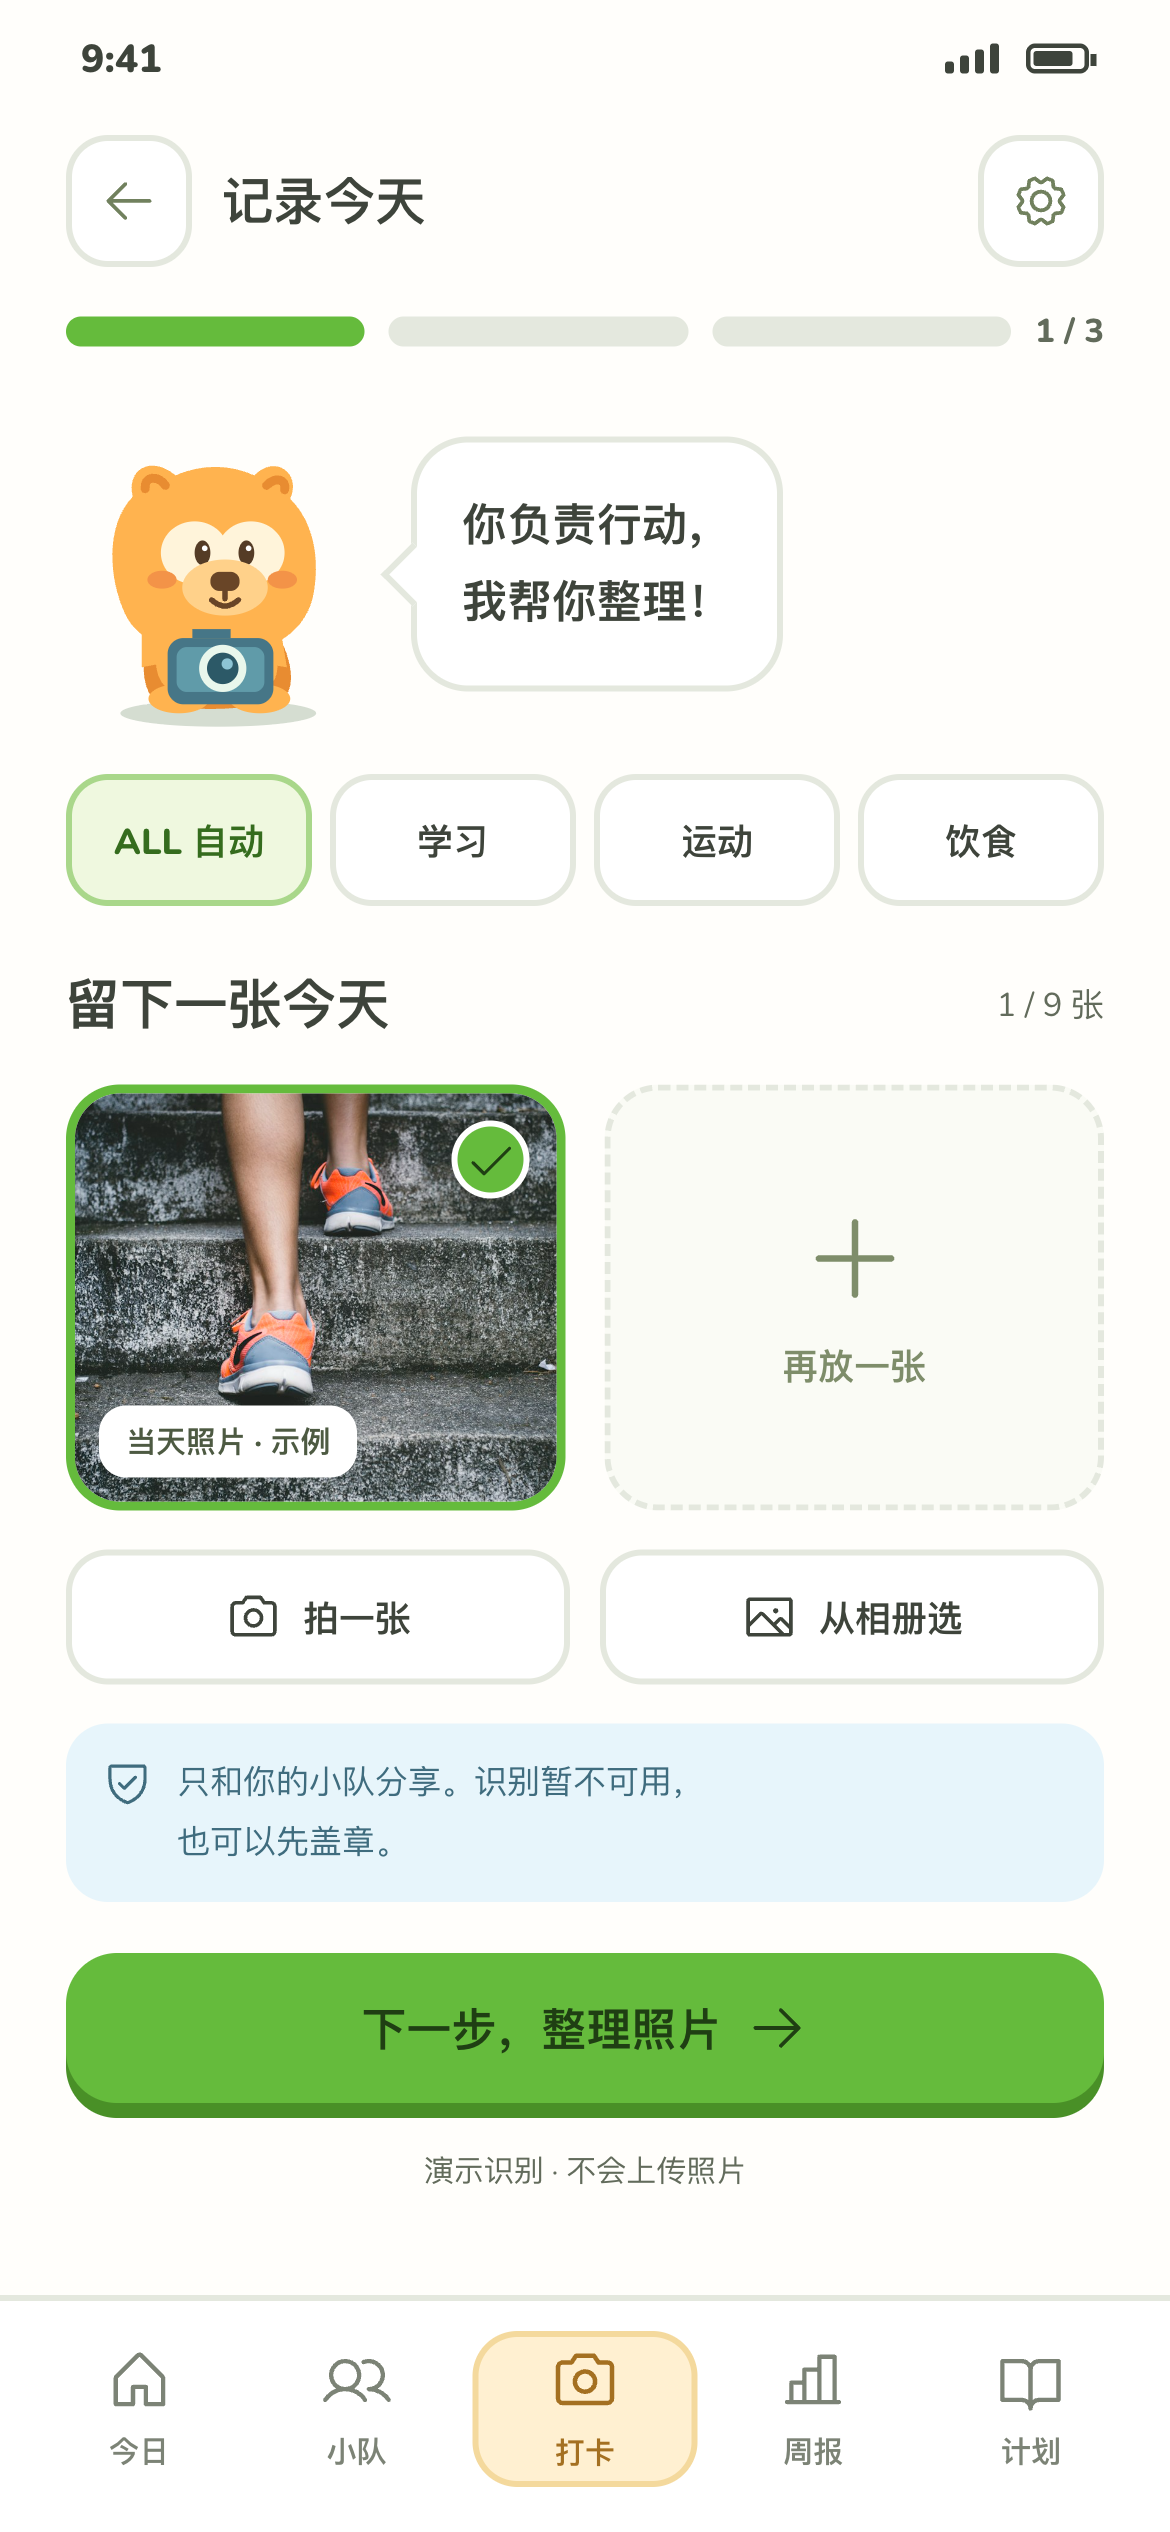 9:41
记录今天
1 / 3
你负责行动，
我帮你整理！
ALL 自动
学习
运动
饮食
留下一张今天
1 / 9 张
当天照片 · 示例
再放一张
拍一张
从相册选
只和你的小队分享。识别暂不可用，
也可以先盖章。
下一步，整理照片
演示识别 · 不会上传照片
今日
小队
打卡
周报
计划